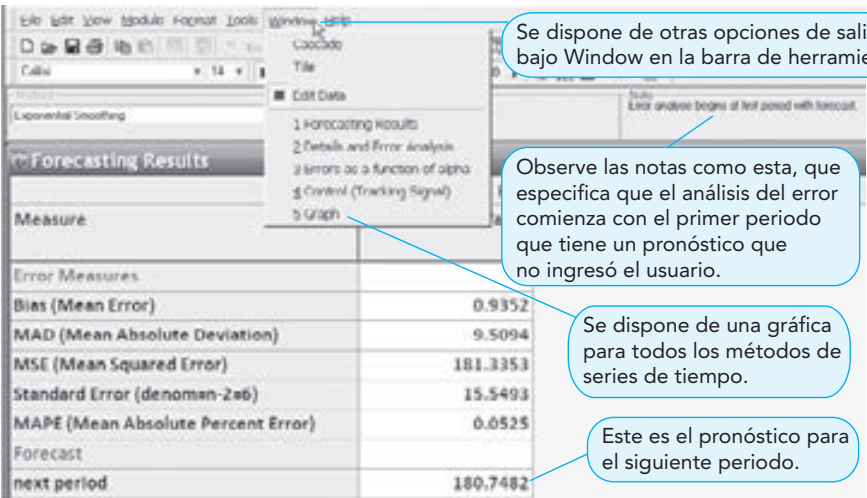 File Edit View Module Format Tools Window Help
Cascade
Tile
Edit Data
1 Forecasting Results
2 Details and Error Analysis
3 Errors as a function of alpha
4 Control (Tracking Signal)
5 Graph
Se dispone de otras opciones de sali
bajo Window en la barra de herramie
Exponential Smoothing
Note
Error analysis begins at first period with forecast.
Forecasting Results
Observe las notas como esta, que
especifica que el análisis del error
comienza con el primer periodo
que tiene un pronóstico que
no ingresó el usuario.
Measure
Error Measures
Bias (Mean Error) 0.9352
MAD (Mean Absolute Deviation) 9.5094
MSE (Mean Squared Error) 181.3353
Standard Error (denom=n-2=6) 15.5493
MAPE (Mean Absolute Percent Error) 0.0525
Forecast
next period 180.7482
Se dispone de una gráfica
para todos los métodos de
series de tiempo.
Este es el pronóstico para
el siguiente periodo.